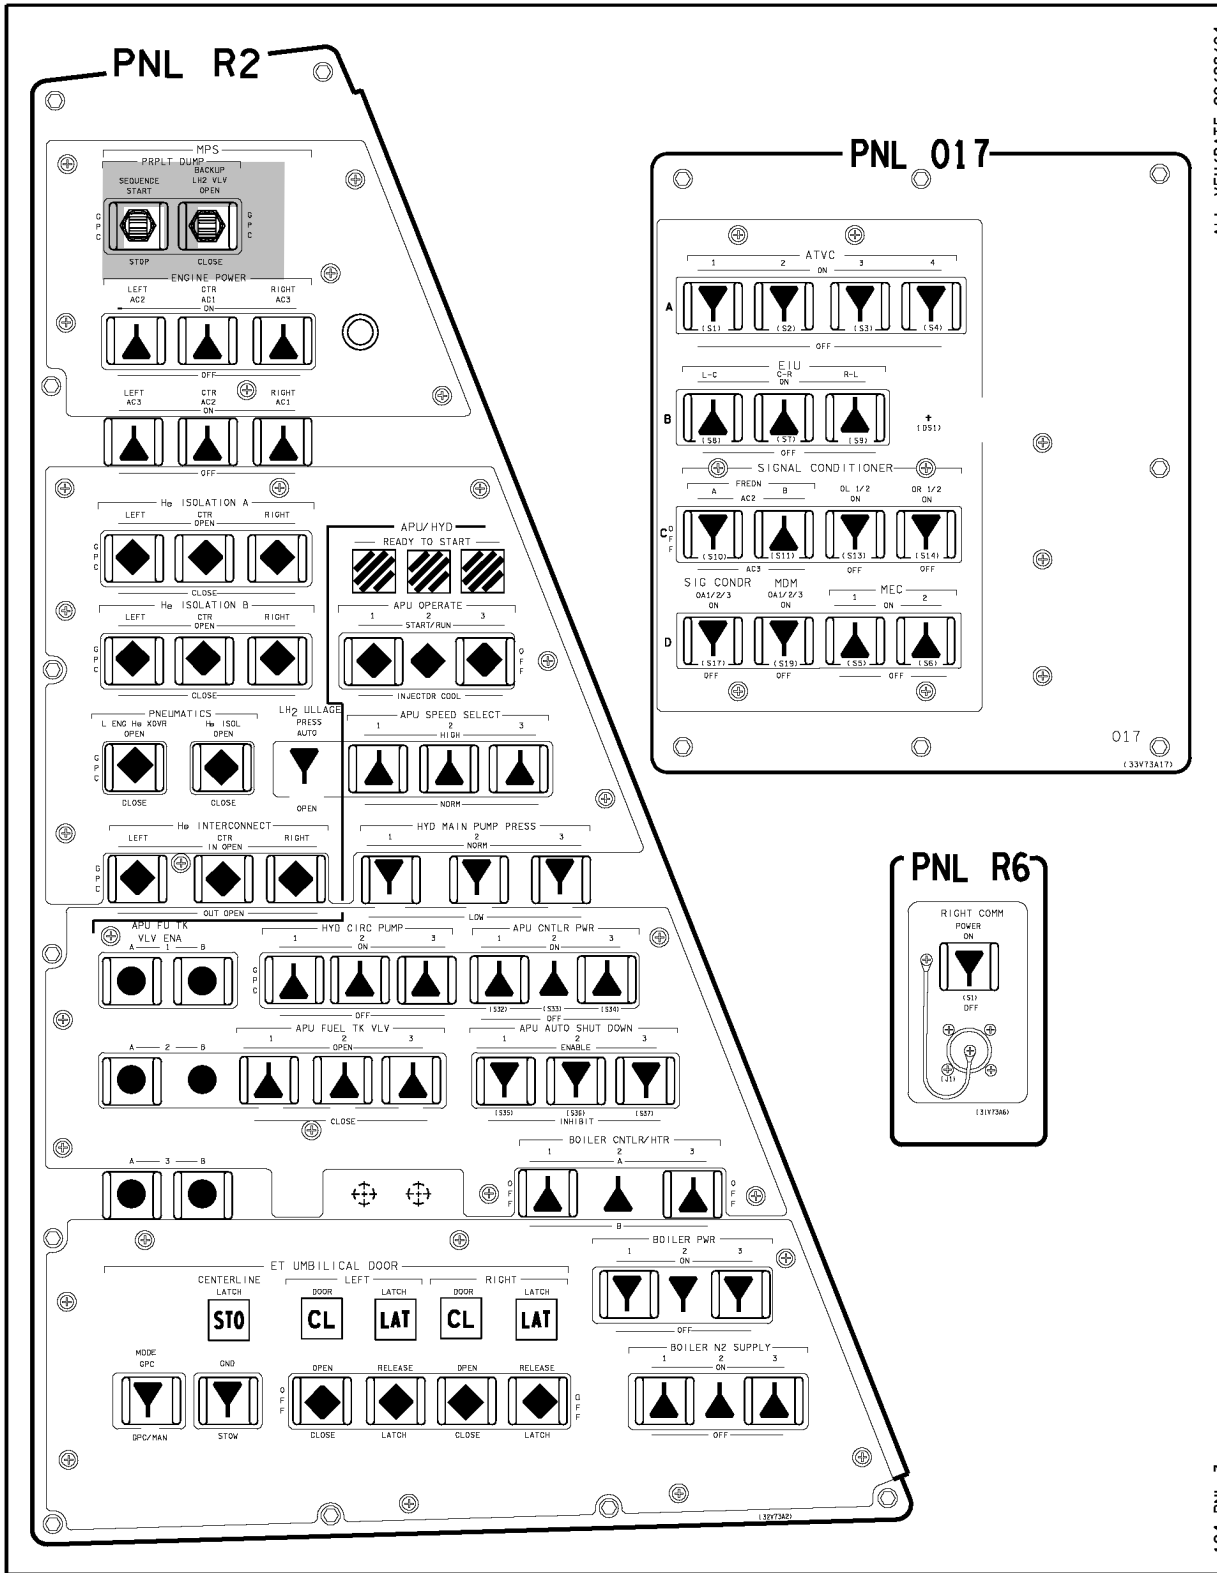 PNL R2
MPS
PRPLT DUMP
SEQUENCE
START
BACKUP
LH2 VLV
OPEN
GPC
GPC
STOP
CLOSE
ENGINE POWER
LEFT AC2
CTR AC1
RIGHT AC3
ON
OFF
LEFT AC3
CTR AC2
RIGHT AC1
ON
OFF
He ISOLATION A
LEFT
CTR
RIGHT
OPEN
GPC
CLOSE
He ISOLATION B
LEFT
CTR
RIGHT
OPEN
GPC
CLOSE
APU/HYD
READY TO START
APU OPERATE
1 2 3
START/RUN
OFF
INJECTOR COOL
PNEUMATICS
L ENG He XOVR
OPEN
He ISOL
OPEN
GPC
CLOSE
CLOSE
LH2 ULLAGE
PRESS
AUTO
OPEN
APU SPEED SELECT
1 2 3
HIGH
NORM
He INTERCONNECT
LEFT
CTR
RIGHT
IN OPEN
GPC
OUT OPEN
HYD MAIN PUMP PRESS
1 2 3
NORM
LOW
APU FU TK
VLV ENA
A 1 B
HYD CIRC PUMP
1 2 3
ON
GPC
OFF
APU CNTLR PWR
1 2 3
ON
(S32) (S33) (S34)
OFF
A 2 B
APU FUEL TK VLV
1 2 3
OPEN
CLOSE
APU AUTO SHUT DOWN
1 2 3
ENABLE
(S35) (S36) (S37)
INHIBIT
A 3 B
BOILER CNTLR/HTR
1 2 3
A
OFF
OFF
B
BOILER PWR
1 2 3
ON
OFF
ET UMBILICAL DOOR
CENTERLINE
LATCH
STO
LEFT
DOOR
CL
LATCH
LAT
RIGHT
DOOR
CL
LATCH
LAT
MODE
GPC
GPC/MAN
GND
STOW
OFF
OPEN
CLOSE
RELEASE
LATCH
OPEN
CLOSE
RELEASE
LATCH
OFF
BOILER N2 SUPPLY
1 2 3
ON
OFF
(32V73A2)
PNL O17
ATVC
1 2 3 4
ON
A
(S1) (S2) (S3) (S4)
OFF
EIU
L-C C-R R-L
ON
B
(S8) (S7) (S9)
OFF
(DS1)
SIGNAL CONDITIONER
FREDN
A B
AC2
OL 1/2
ON
OR 1/2
ON
C
OFF
(S10) (S11) (S13) (S14)
AC3
OFF
OFF
SIG CONDR
OA1/2/3
ON
MDM
OA1/2/3
ON
MEC
1 2
ON
D
(S17) (S19) (S5) (S6)
OFF
OFF
OFF
O17
(33V73A17)
PNL R6
RIGHT COMM
POWER
ON
(S1)
OFF
(J1)
(31V73A6)